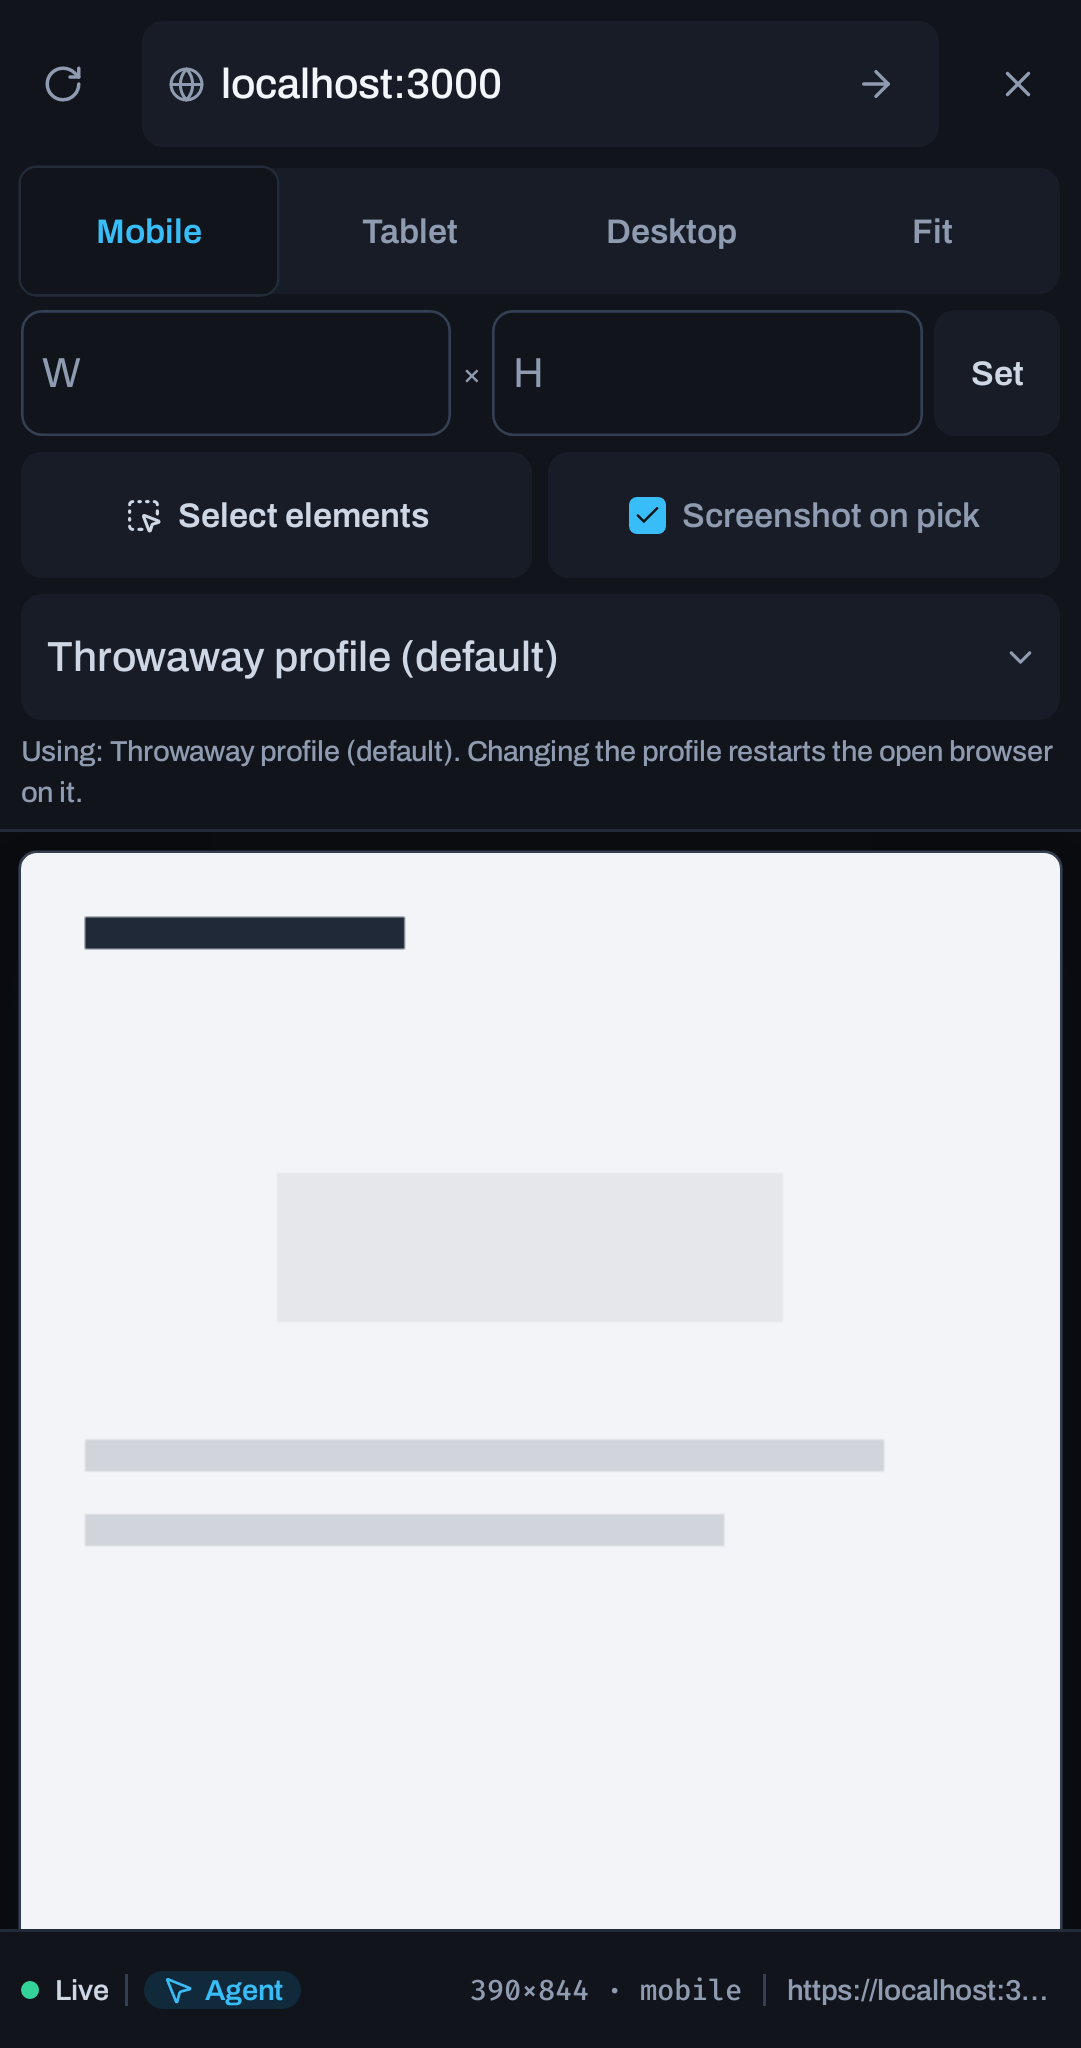 localhost:3000
Mobile Tablet Desktop Fit
W × H Set
Select elements Screenshot on pick
Throwaway profile (default)
Using: Throwaway profile (default). Changing the profile restarts the open browser
on it.
Live Agent 390×844 · mobile https://localhost:3…